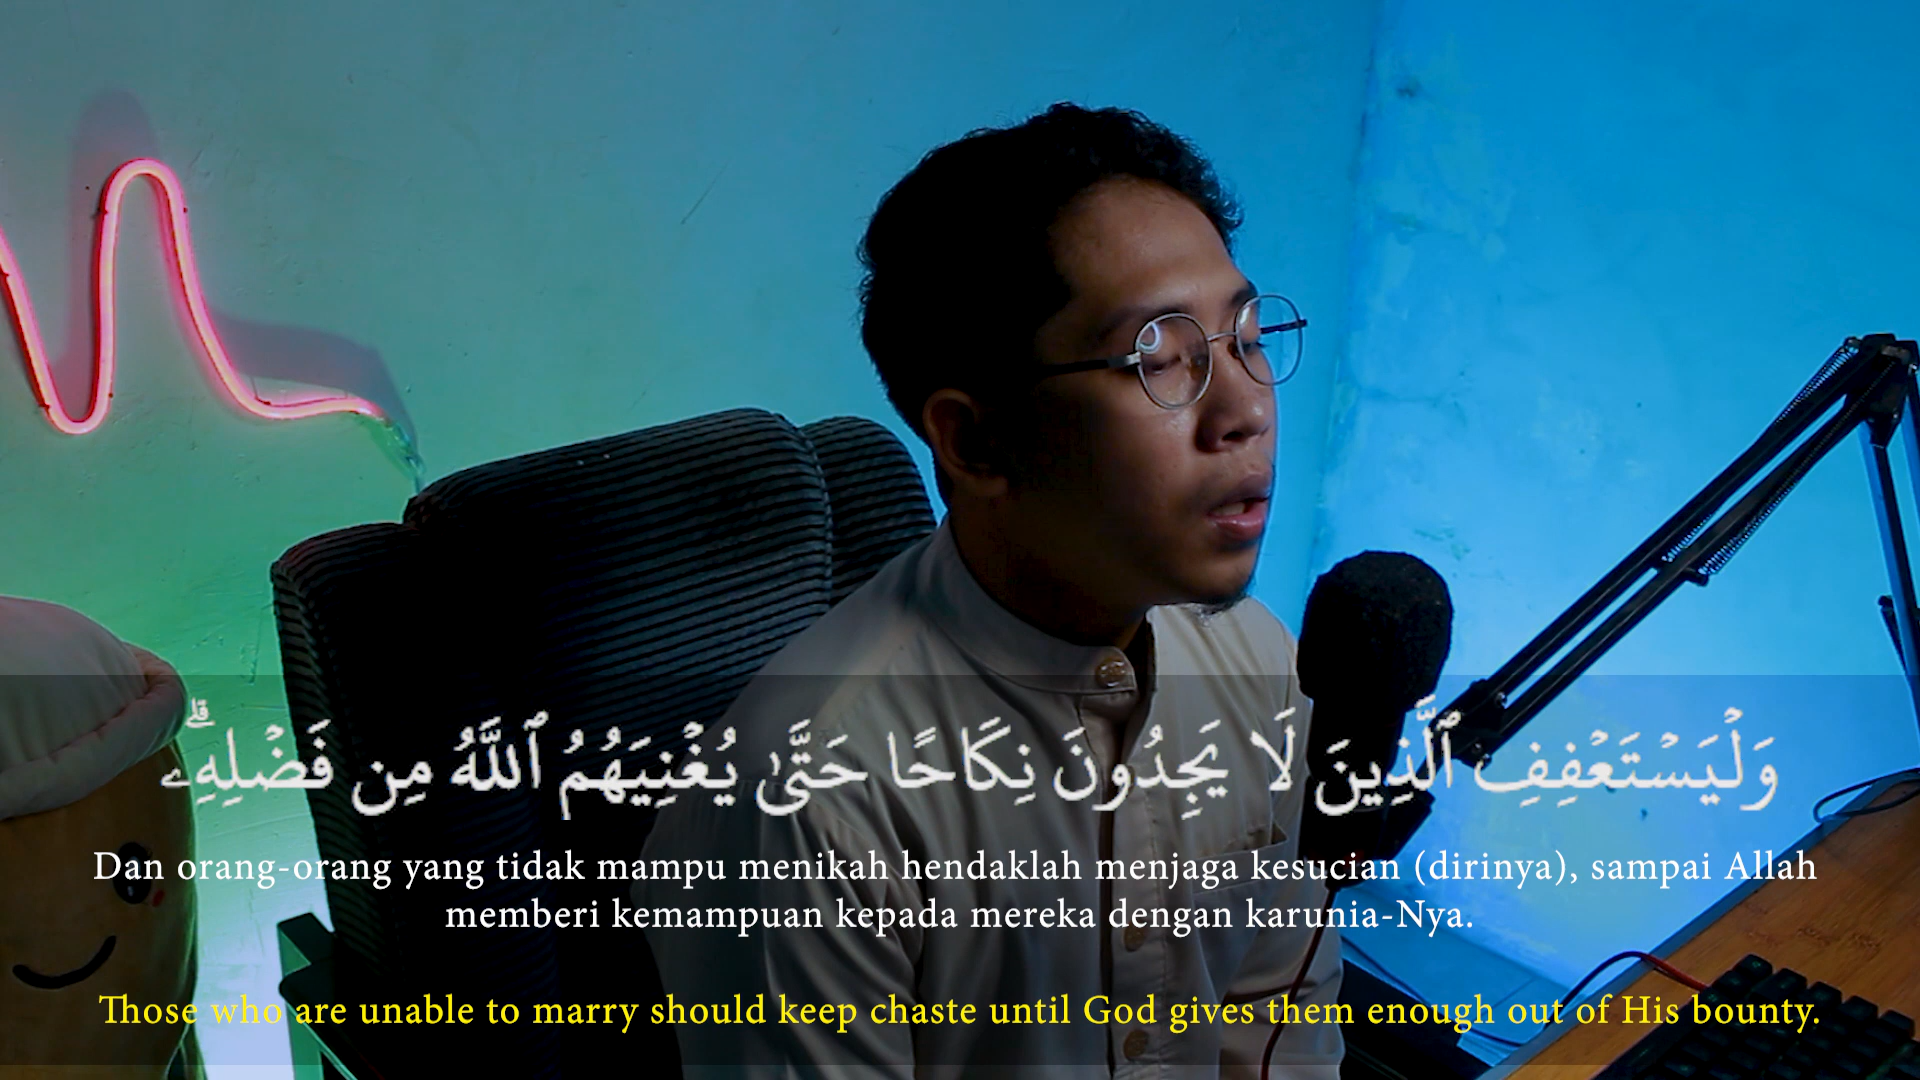 وَلْيَسْتَعْفِفِ ٱلَّذِينَ لَا يَجِدُونَ نِكَاحًا حَتَّىٰ يُغْنِيَهُمُ ٱللَّهُ مِن فَضْلِهِۦۗ
Dan orang-orang yang tidak mampu menikah hendaklah menjaga kesucian (dirinya), sampai Allah
memberi kemampuan kepada mereka dengan karunia-Nya.
Those who are unable to marry should keep chaste until God gives them enough out of His bounty.